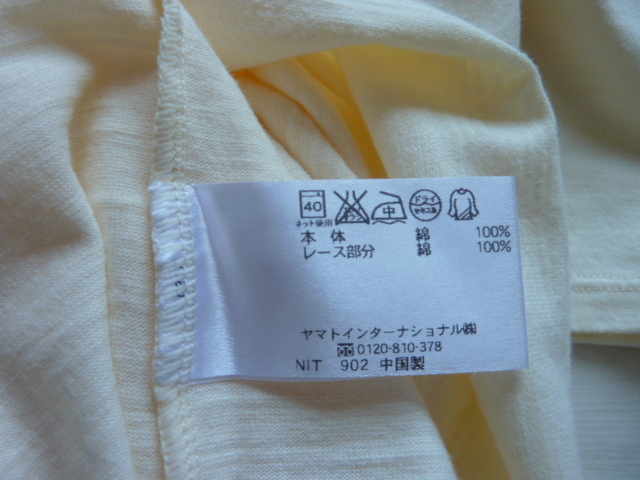 40 中 ドライ
ネット使用
本体 綿 100%
レース部分 綿 100%
ヤマトインターナショナル㈱
0120-810-378
NIT 902 中国製